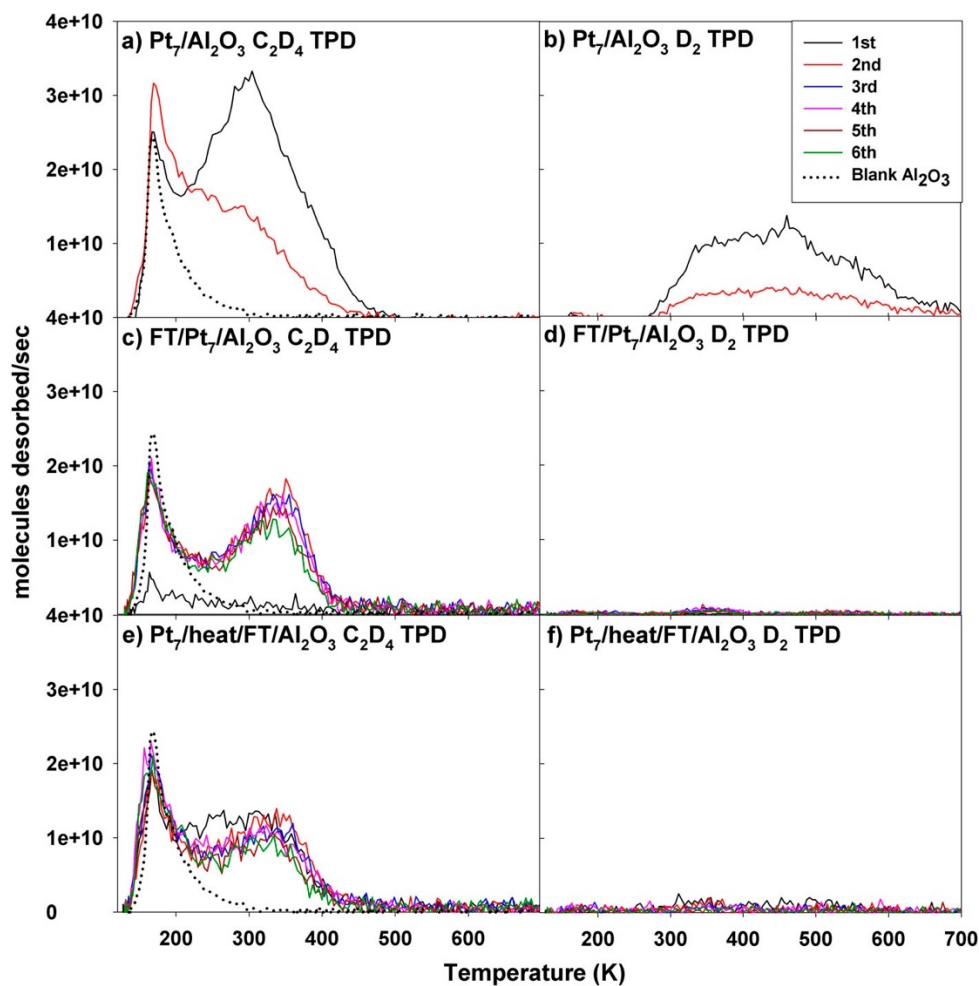 a) Pt₇/Al₂O₃ C₂D₄ TPD
b) Pt₇/Al₂O₃ D₂ TPD
1st
2nd
3rd
4th
5th
6th
Blank Al₂O₃
4e+10
3e+10
2e+10
1e+10
4e+10
c) FT/Pt₇/Al₂O₃ C₂D₄ TPD
d) FT/Pt₇/Al₂O₃ D₂ TPD
3e+10
2e+10
1e+10
4e+10
e) Pt₇/heat/FT/Al₂O₃ C₂D₄ TPD
f) Pt₇/heat/FT/Al₂O₃ D₂ TPD
3e+10
2e+10
1e+10
0
molecules desorbed/sec
200 300 400 500 600 200 300 400 500 600 700
Temperature (K)